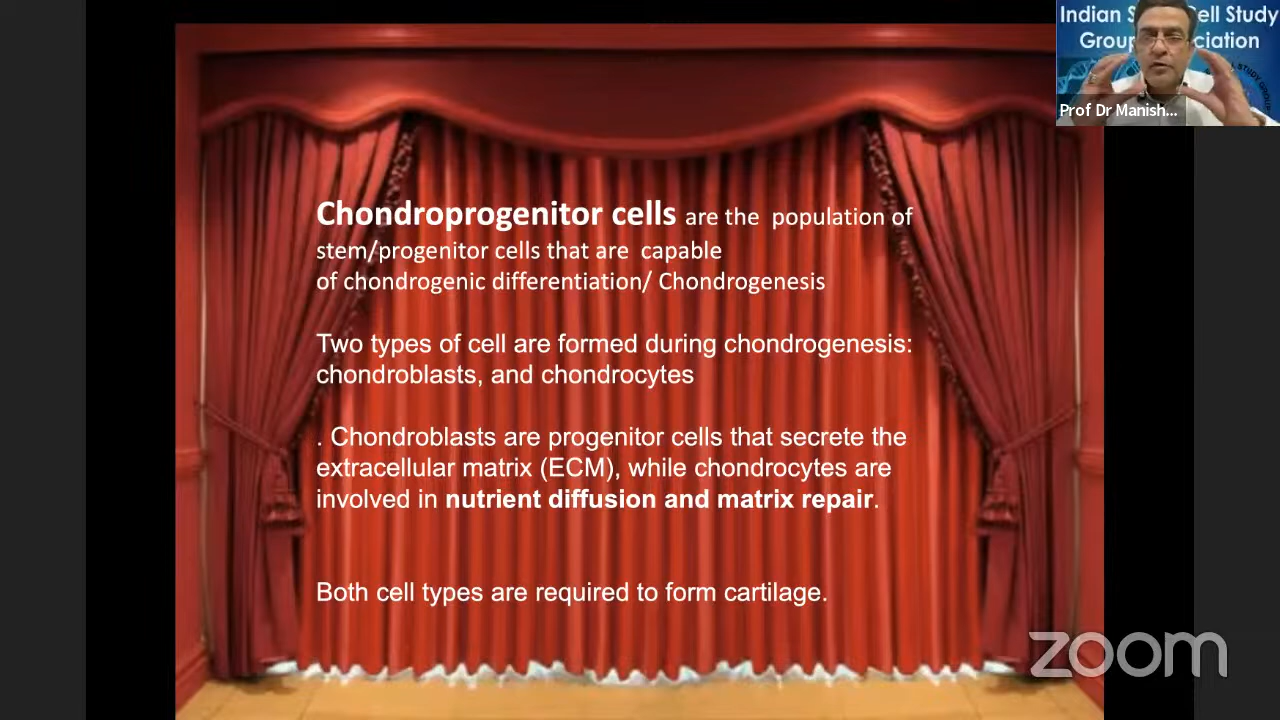 Chondroprogenitor cells are the  population of
stem/progenitor cells that are  capable
of chondrogenic differentiation/ Chondrogenesis
Two types of cell are formed during chondrogenesis:
chondroblasts, and chondrocytes
. Chondroblasts are progenitor cells that secrete the
extracellular matrix (ECM), while chondrocytes are
involved in nutrient diffusion and matrix repair.
Both cell types are required to form cartilage.
Indian Cell Study
Group
Prof Dr Manish...
zoom